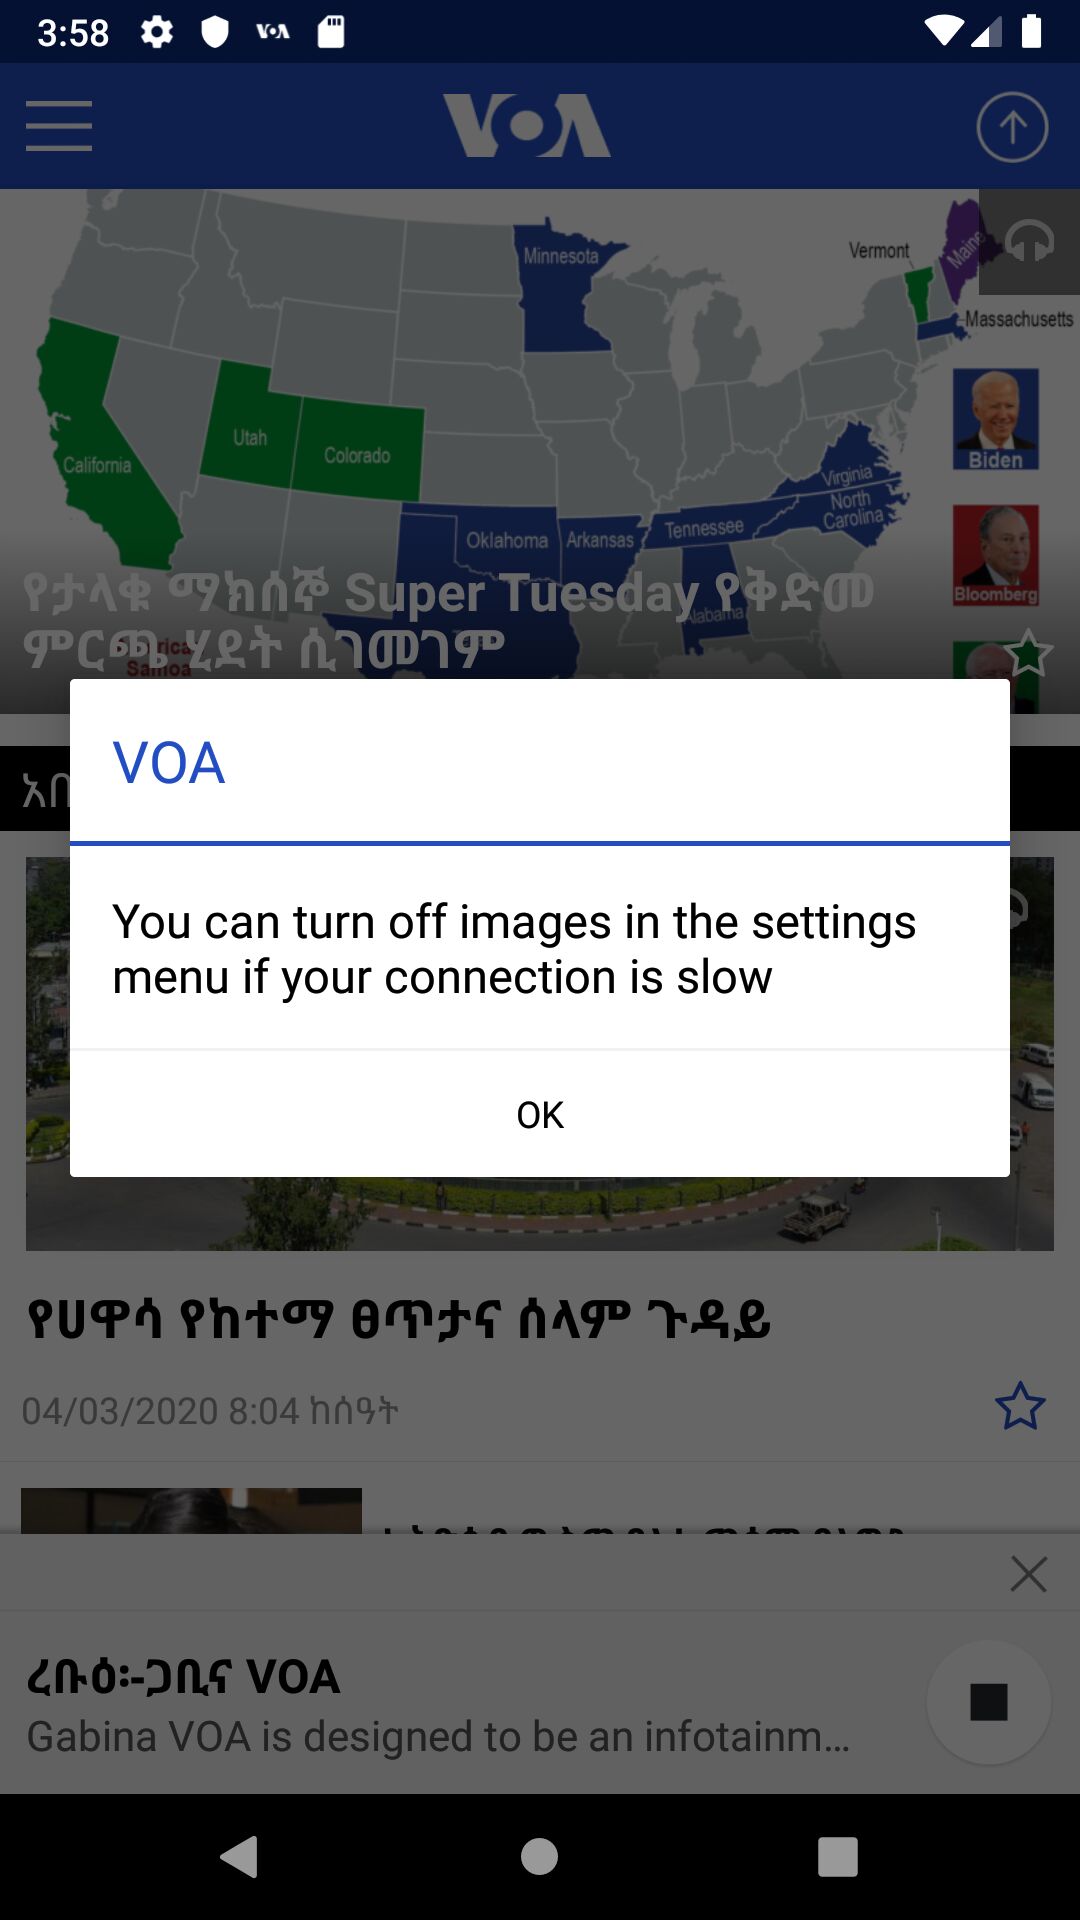 3:58
VOA
VOA
Minnesota
Vermont
Maine
Massachusetts
Utah
Colorado
California
Biden
Virginia
North
Carolina
Oklahoma
Arkansas
Tennessee
Bloomberg
Alabama
የታላቁ ማክሰኞ Super Tuesday የቅድመ
ምርጫ ሂደት ሲገመገም
Samoa
VOA
You can turn off images in the settings
menu if your connection is slow
OK
የሀዋሳ የከተማ ፀጥታና ሰላም ጉዳይ
04/03/2020 8:04 ከሰዓት
ረቡዕ፡-ጋቢና VOA
Gabina VOA is designed to be an infotainm...